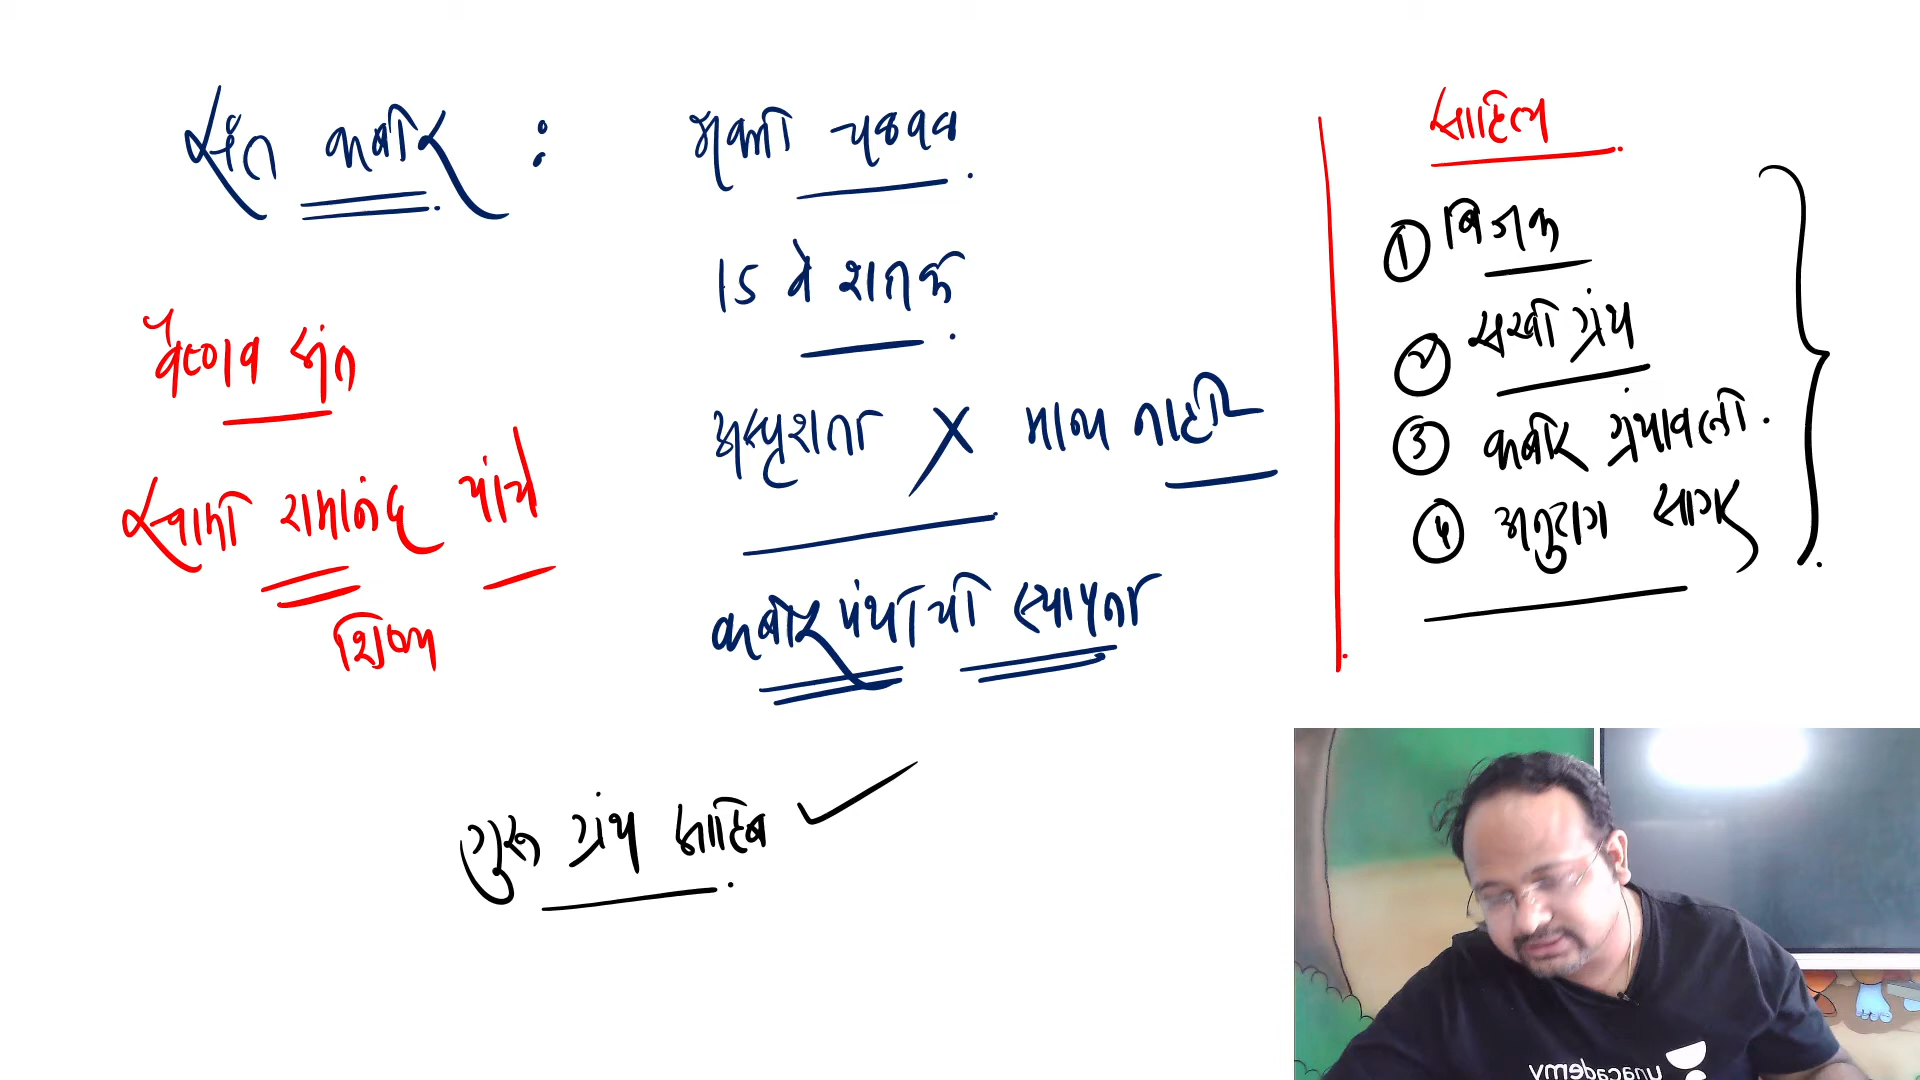 संत कबीर :
भक्ती चळवळ
15 वे शतक
अस्पृश्यता X मान्य नाही
कबीर पंथाची स्थापना
वैष्णव संत
स्वामी रामानंद यांचे
शिष्य
साहित्य
① बिजक
② सखी ग्रंथ
③ कबीर ग्रंथावली.
④ अनुराग सागर
गुरू ग्रंथ साहिब ✓
unacademy